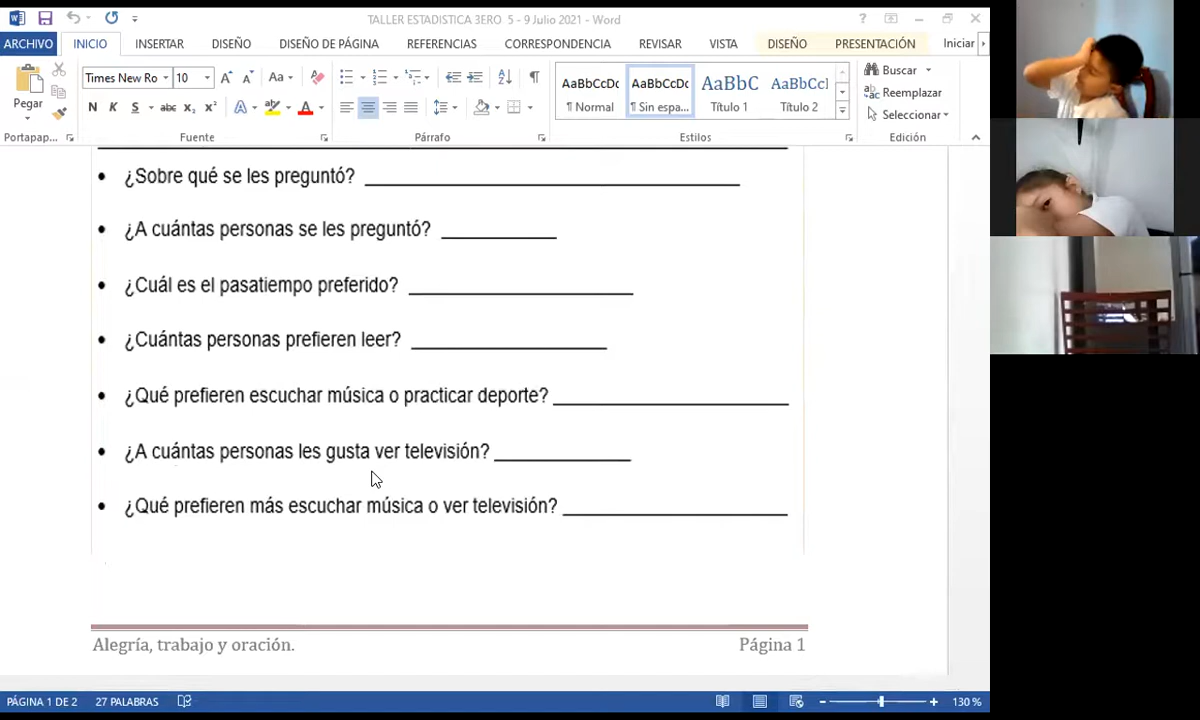 TALLER ESTADISTICA 3ERO 5 - 9 Julio 2021 - Word
ARCHIVO INICIO INSERTAR DISEÑO DISEÑO DE PÁGINA REFERENCIAS CORRESPONDENCIA REVISAR VISTA DISEÑO PRESENTACIÓN Iniciar
Pegar
Times New Ro 10
N K S abc x₂ x²
AaBbCcDc AaBbCcDc AaBbC AaBbCcI
¶ Normal ¶ Sin espa... Título 1 Título 2
Buscar
Reemplazar
Seleccionar
Portapap... Fuente Párrafo Estilos Edición
• ¿Sobre qué se les preguntó?
• ¿A cuántas personas se les preguntó?
• ¿Cuál es el pasatiempo preferido?
• ¿Cuántas personas prefieren leer?
• ¿Qué prefieren escuchar música o practicar deporte?
• ¿A cuántas personas les gusta ver televisión?
• ¿Qué prefieren más escuchar música o ver televisión?
Alegría, trabajo y oración. Página 1
PÁGINA 1 DE 2 27 PALABRAS 130 %